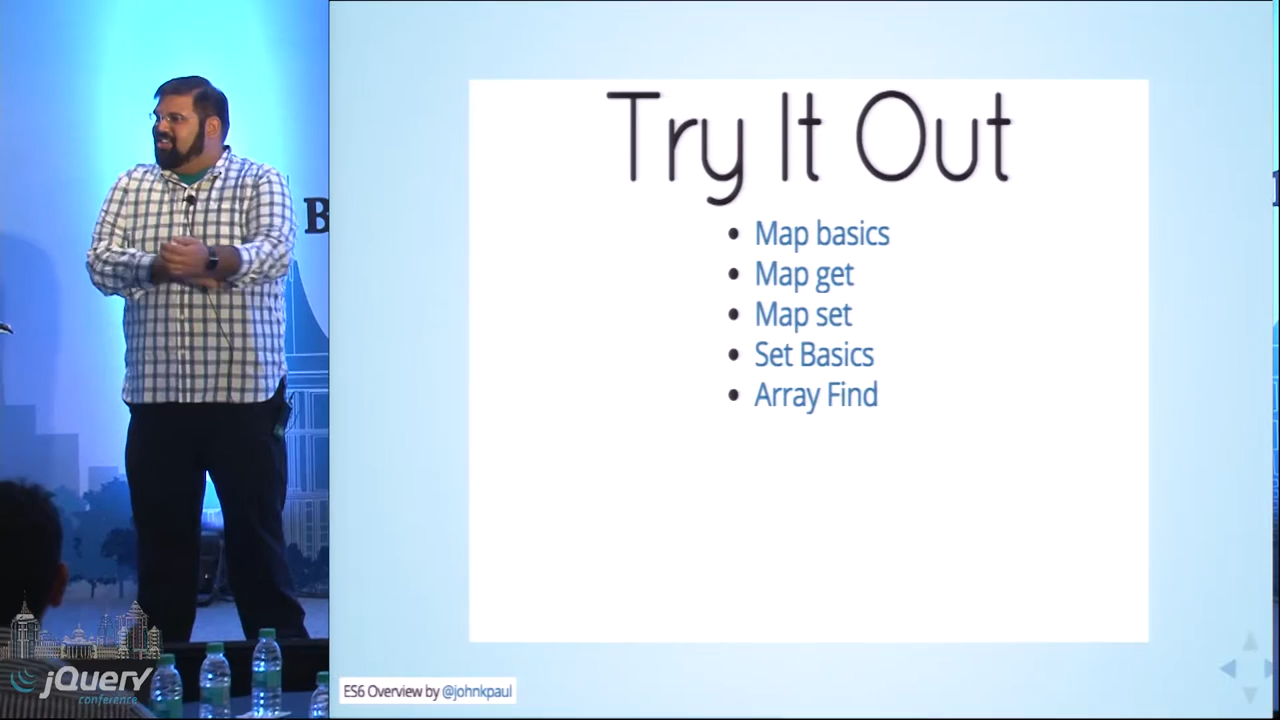 Try It Out
Map basics
Map get
Map set
Set Basics
Array Find
B
ES6 Overview by @johnkpaul
jQuery
conference